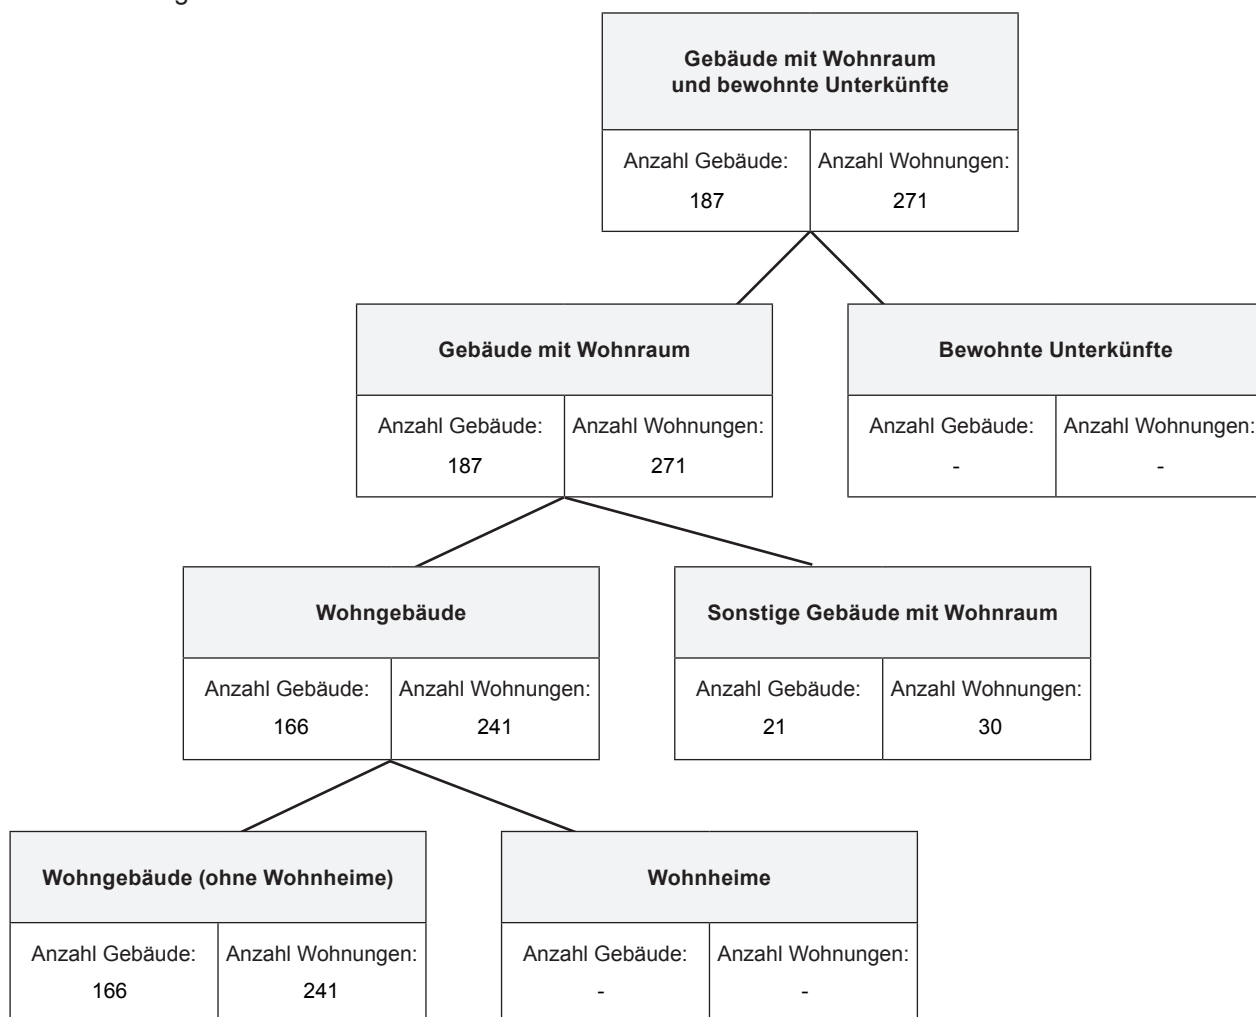 Gebäude mit Wohnraum
und bewohnte Unterkünfte
Anzahl Gebäude: Anzahl Wohnungen:
187 271
Gebäude mit Wohnraum
Anzahl Gebäude: Anzahl Wohnungen:
187 271
Bewohnte Unterkünfte
Anzahl Gebäude: Anzahl Wohnungen:
- -
Wohngebäude
Anzahl Gebäude: Anzahl Wohnungen:
166 241
Sonstige Gebäude mit Wohnraum
Anzahl Gebäude: Anzahl Wohnungen:
21 30
Wohngebäude (ohne Wohnheime)
Anzahl Gebäude: Anzahl Wohnungen:
166 241
Wohnheime
Anzahl Gebäude: Anzahl Wohnungen:
- -